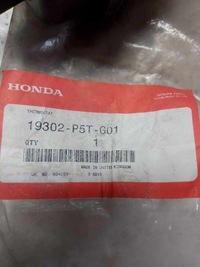 HONDA
THERMOSTAT
19302-P5T-G01
QTY 1
MADE IN UNITED KINGDOM